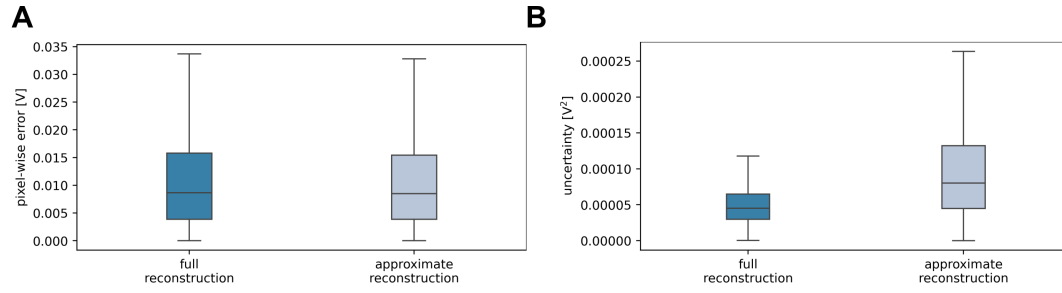 A
pixel-wise error [V]
0.035
0.030
0.025
0.020
0.015
0.010
0.005
0.000
full
reconstruction
approximate
reconstruction
B
uncertainty [V²]
0.00025
0.00020
0.00015
0.00010
0.00005
0.00000
full
reconstruction
approximate
reconstruction